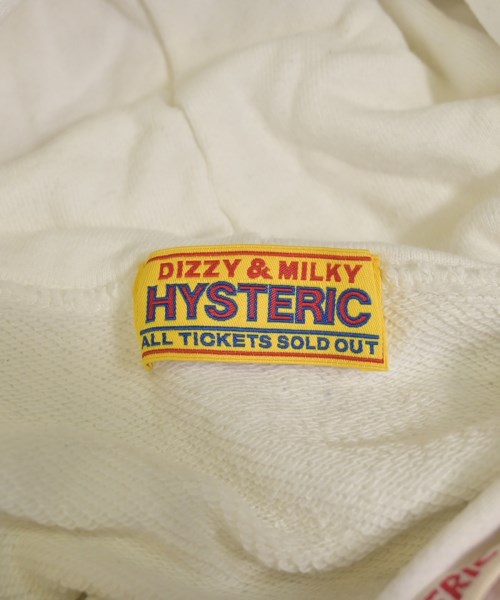 DIZZY & MILKY
HYSTERIC
ALL TICKETS SOLD OUT